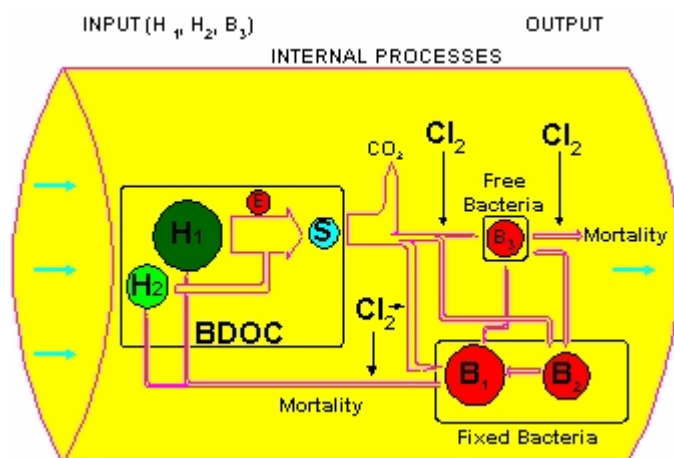 INPUT (H 1, H2, B3) OUTPUT
INTERNAL PROCESSES
CO2
Cl2
Cl2
Free
Bacteria
E
H1
S
B3
Mortality
H2
Cl2
BDOC
B1
B2
Mortality
Fixed Bacteria